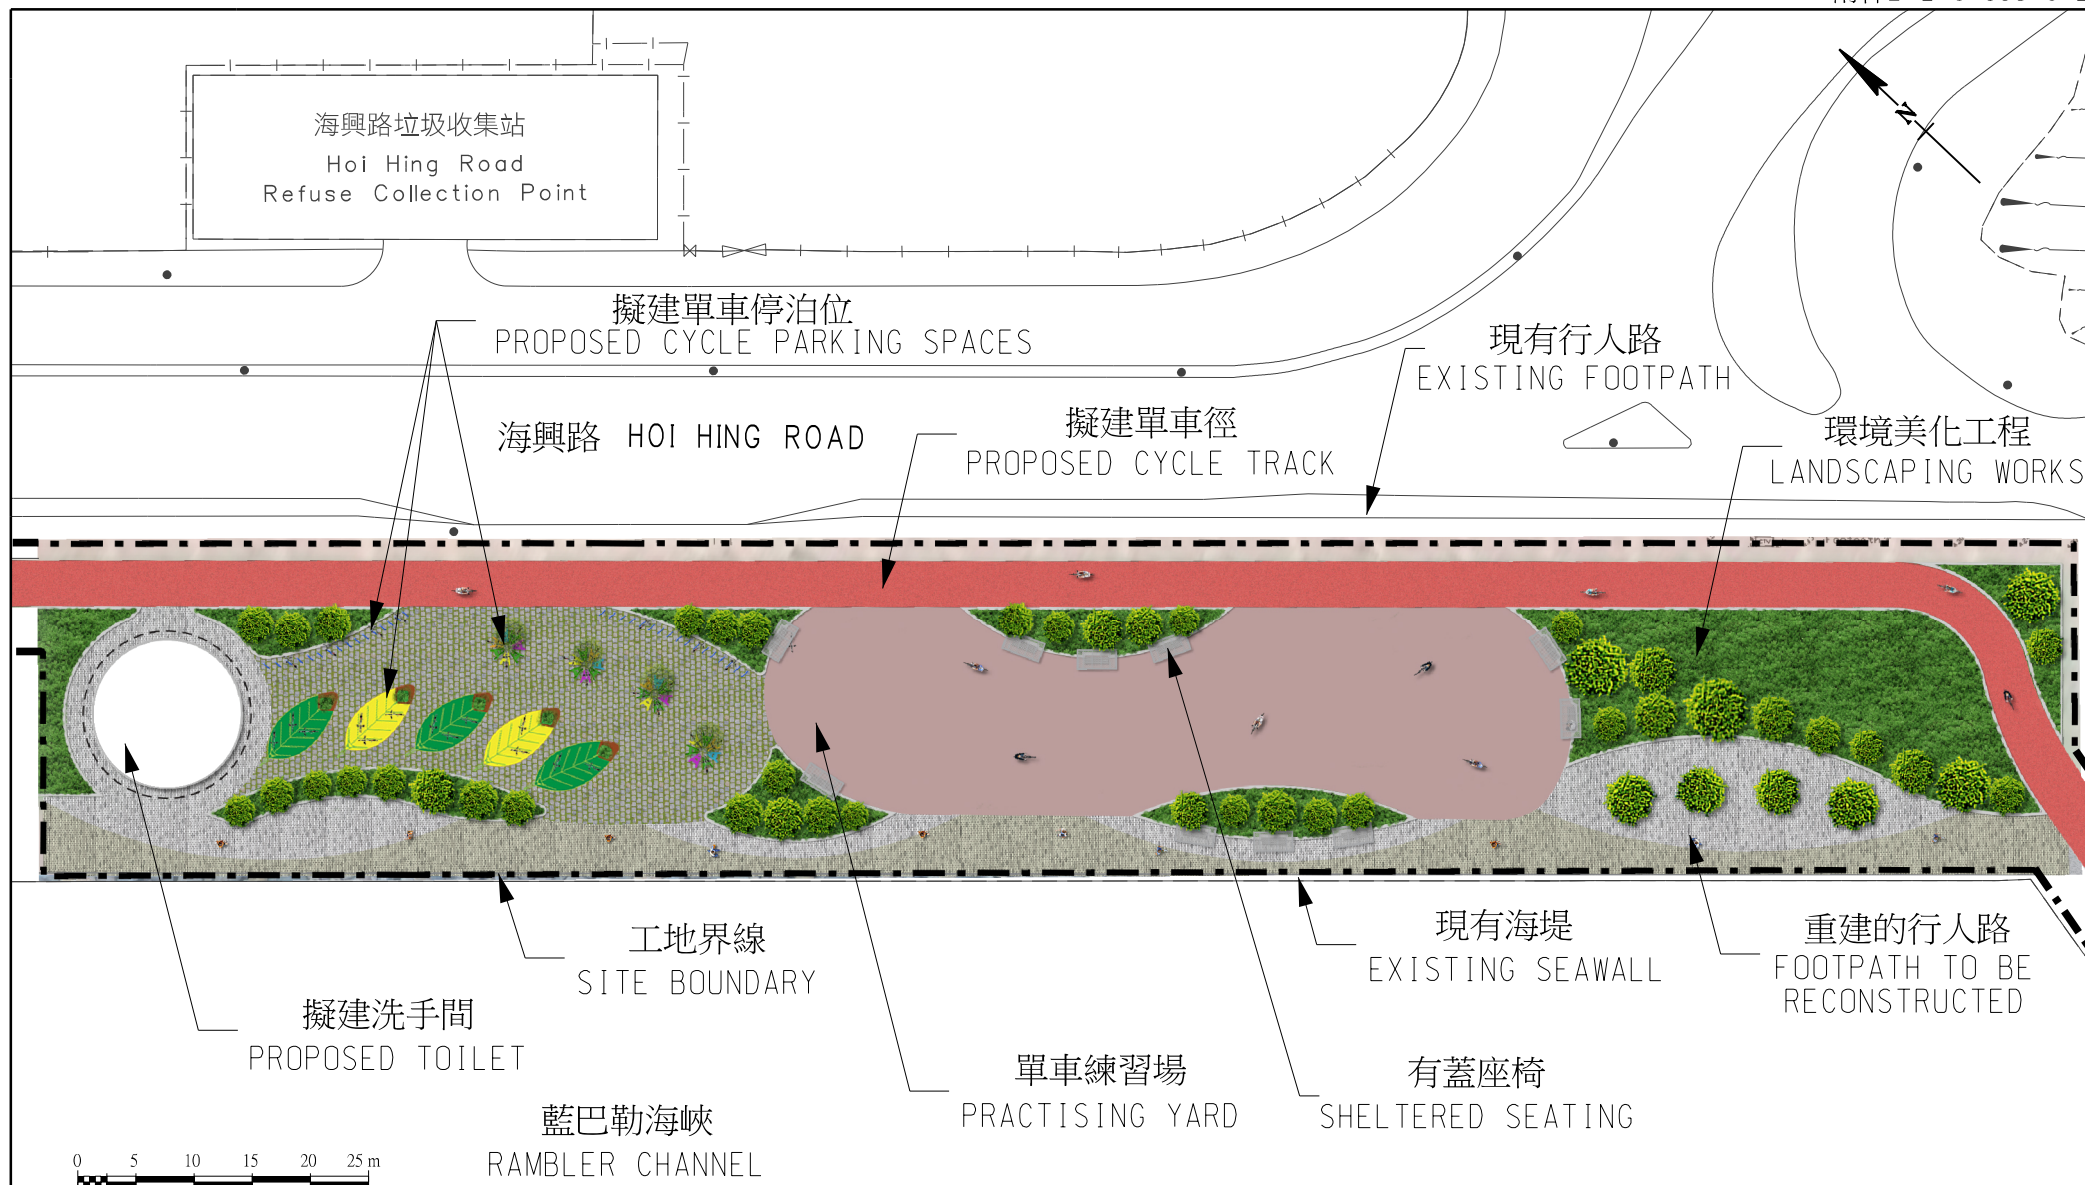 海興路垃圾收集站
Hoi Hing Road
Refuse Collection Point
N
擬建單車停泊位
PROPOSED CYCLE PARKING SPACES
現有行人路
EXISTING FOOTPATH
海興路 HOI HING ROAD
擬建單車徑
PROPOSED CYCLE TRACK
環境美化工程
LANDSCAPING WORKS
工地界線
SITE BOUNDARY
現有海堤
EXISTING SEAWALL
重建的行人路
FOOTPATH TO BE
RECONSTRUCTED
擬建洗手間
PROPOSED TOILET
單車練習場
PRACTISING YARD
有蓋座椅
SHELTERED SEATING
藍巴勒海峽
RAMBLER CHANNEL
0 5 10 15 20 25 m